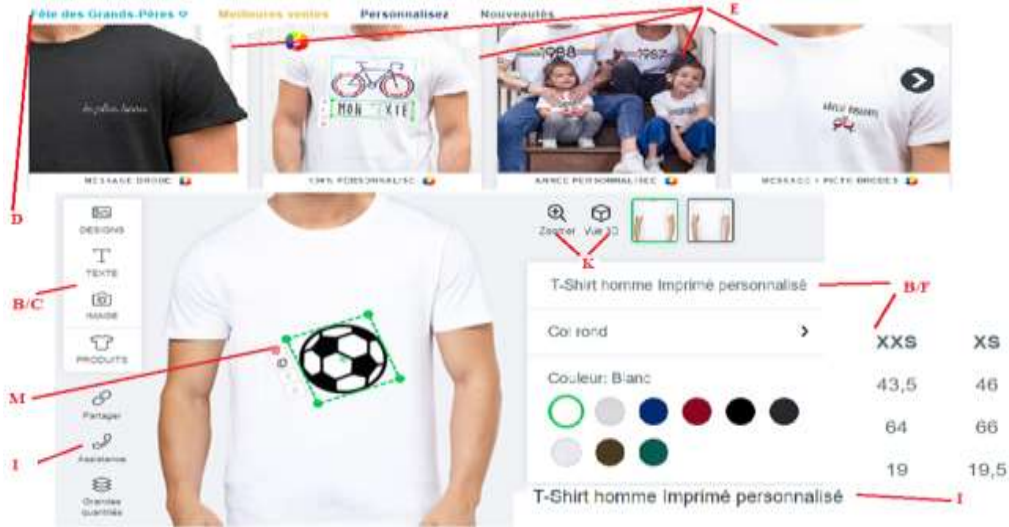 Fête des Grands-Pères Meilleures ventes Personnalisez Nouveautés
E
1988
1987
MON TXTE
MESSAGE BRODÉ
100% PERSONNALISÉ
ANNÉE PERSONNALISÉE
MESSAGE + PICTO BRODÉS
D
DESIGNS
TEXTE
B/C
IMAGE
PRODUITS
M
Partager
I
Assistance
Grandes
quantités
Zoomer Vue 3D
K
T-Shirt homme Imprimé personnalisé
B/F
Col rond
XXS XS
Couleur: Blanc
43,5 46
64 66
19 19,5
T-Shirt homme Imprimé personnalisé
I